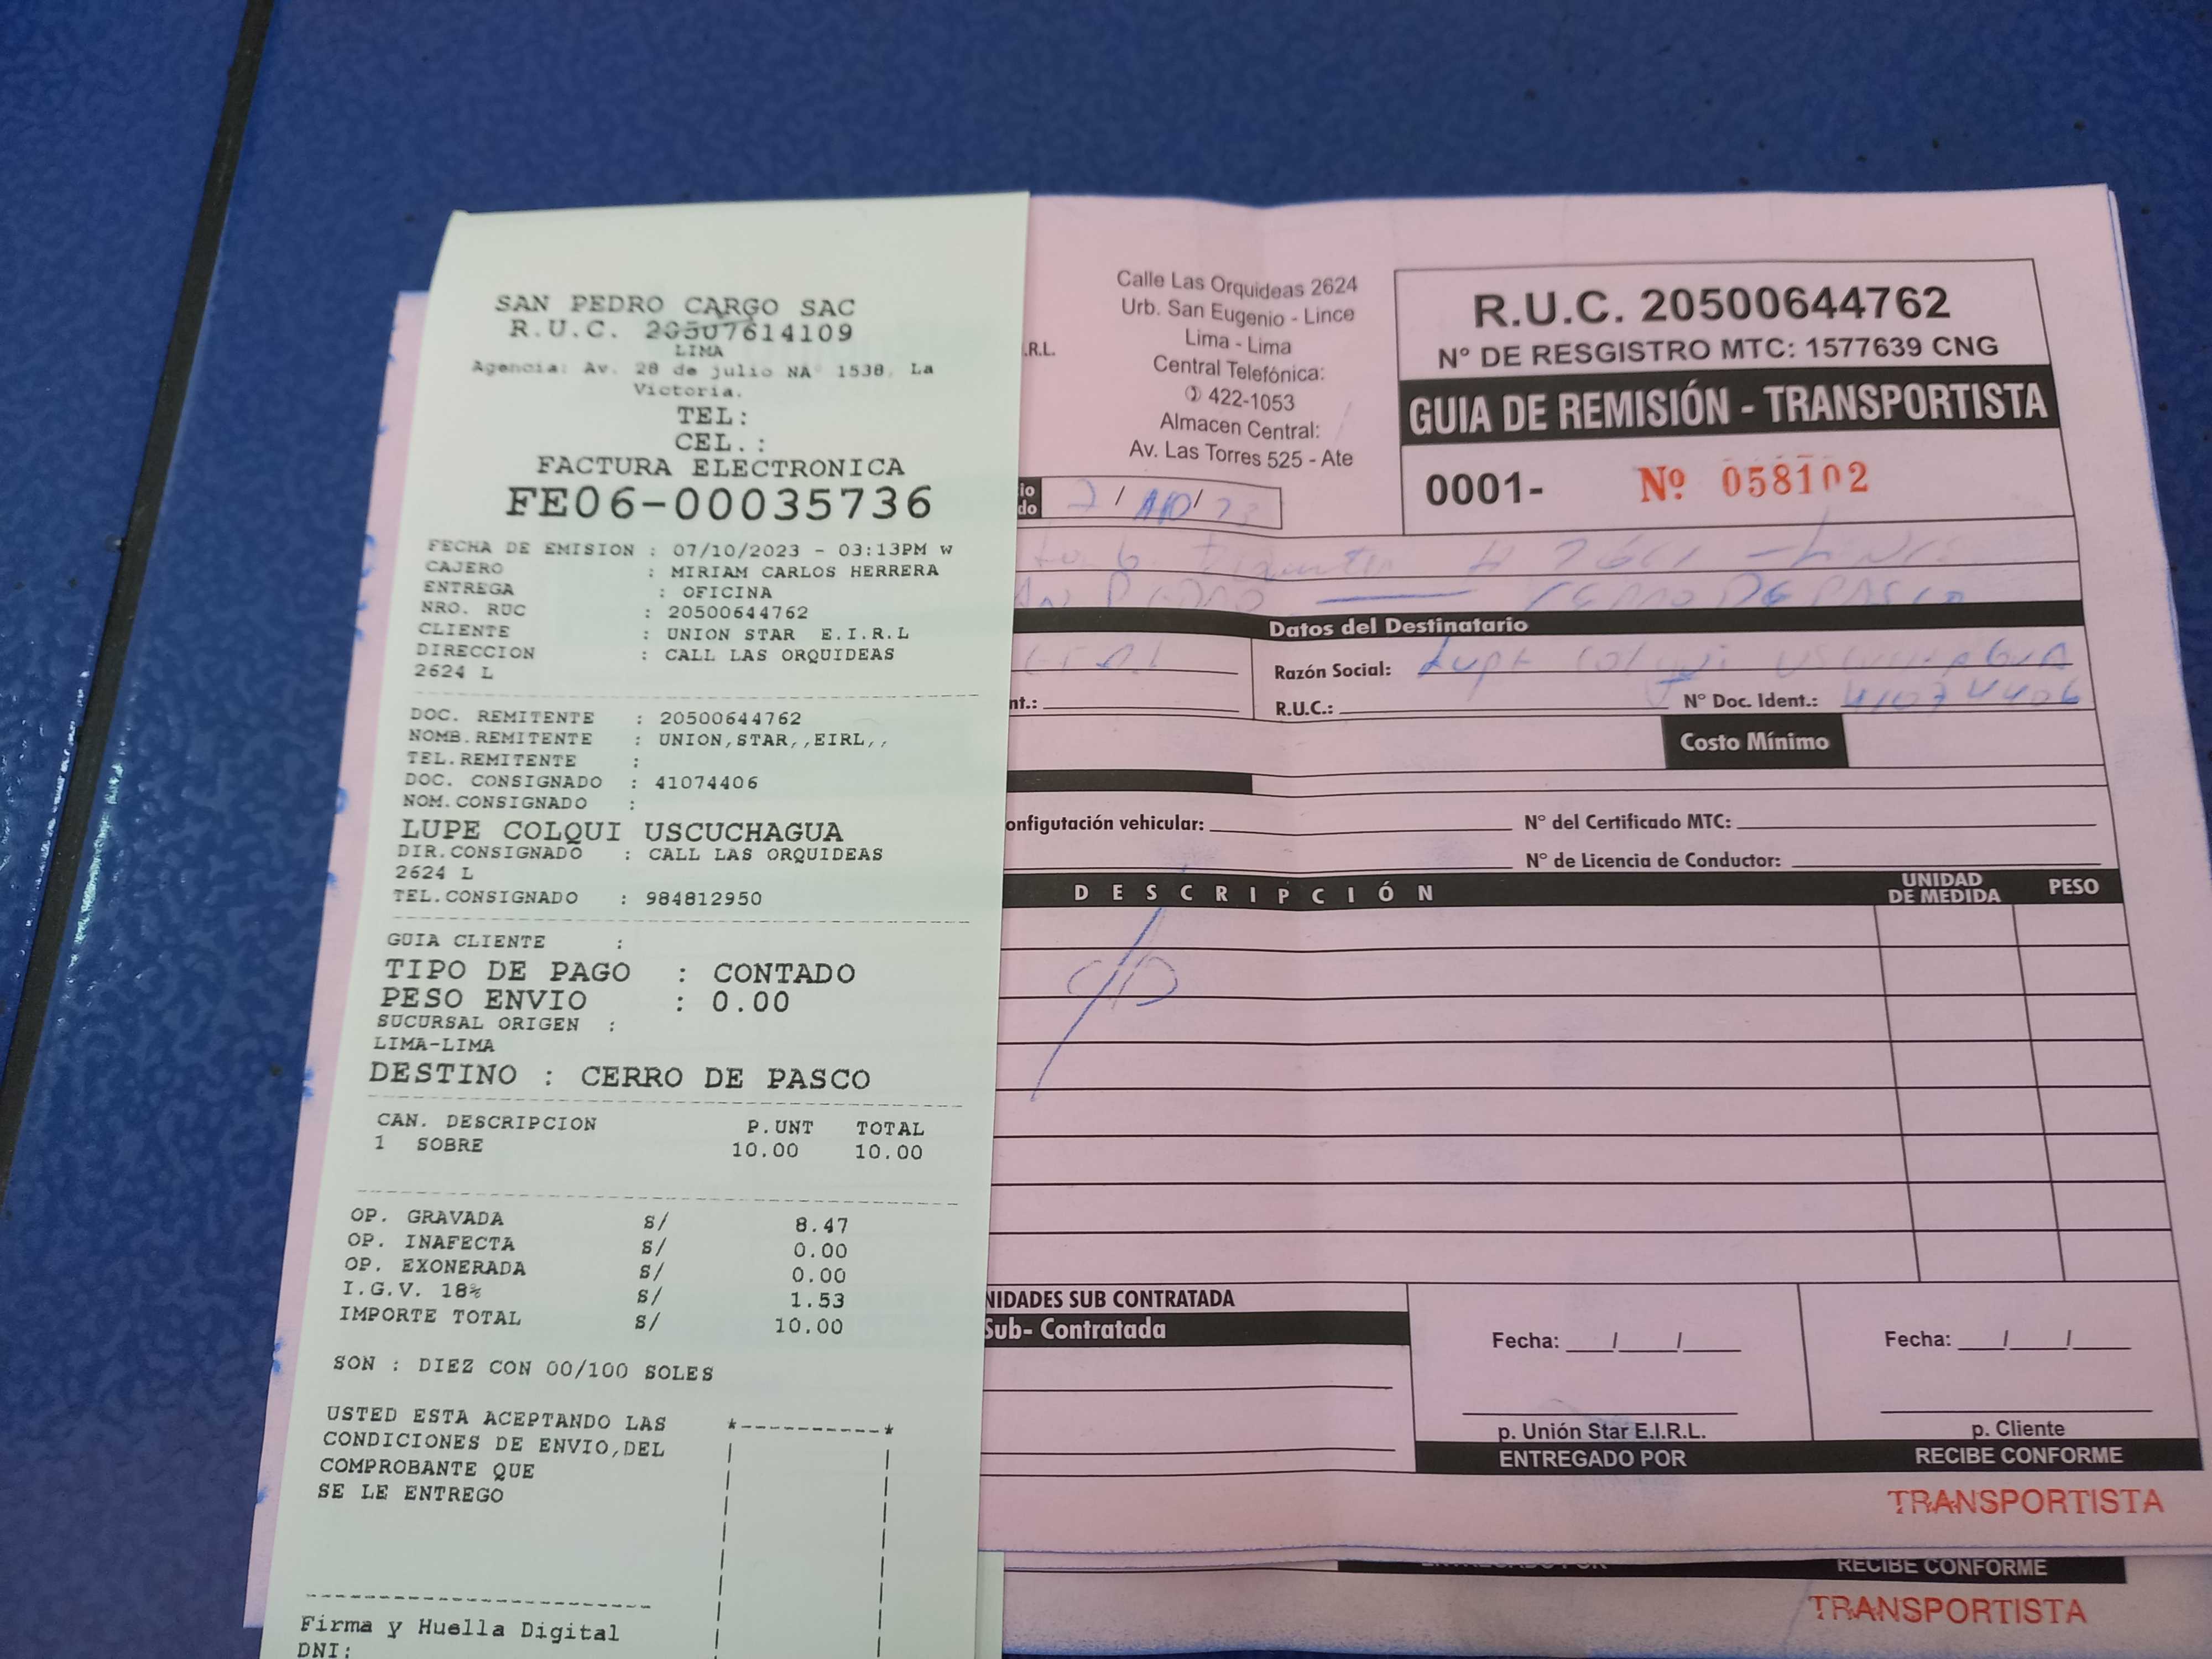 SAN PEDRO CARGO SAC
R.U.C. 20507614109
LIMA
Agencia: Av. 28 de julio NA° 1538, La
Victoria.
TEL:
CEL.:
FACTURA ELECTRONICA
FE06-00035736
FECHA DE EMISION : 07/10/2023 - 03:13PM w
CAJERO : MIRIAM CARLOS HERRERA
ENTREGA : OFICINA
NRO. RUC : 20500644762
CLIENTE : UNION STAR E.I.R.L
DIRECCION : CALL LAS ORQUIDEAS
2624 L
DOC. REMITENTE : 20500644762
NOMB.REMITENTE : UNION,STAR,,EIRL,,
TEL.REMITENTE :
DOC. CONSIGNADO : 41074406
NOM.CONSIGNADO :
LUPE COLQUI USCUCHAGUA
DIR.CONSIGNADO : CALL LAS ORQUIDEAS
2624 L
TEL.CONSIGNADO : 984812950
GUIA CLIENTE :
TIPO DE PAGO : CONTADO
PESO ENVIO : 0.00
SUCURSAL ORIGEN :
LIMA-LIMA
DESTINO : CERRO DE PASCO
CAN. DESCRIPCION P.UNT TOTAL
1 SOBRE 10.00 10.00
OP. GRAVADA S/ 8.47
OP. INAFECTA S/ 0.00
OP. EXONERADA S/ 0.00
I.G.V. 18% S/ 1.53
IMPORTE TOTAL S/ 10.00
SON : DIEZ CON 00/100 SOLES
USTED ESTA ACEPTANDO LAS
CONDICIONES DE ENVIO,DEL
COMPROBANTE QUE
SE LE ENTREGO
Firma y Huella Digital
DNI:
.R.L.
Calle Las Orquideas 2624
Urb. San Eugenio - Lince
Lima - Lima
Central Telefónica:
422-1053
Almacen Central:
Av. Las Torres 525 - Ate
R.U.C. 20500644762
N° DE RESGISTRO MTC: 1577639 CNG
GUIA DE REMISIÓN - TRANSPORTISTA
0001- Nº 058102
io
do
7/10/23
PEDRO — CERRO DE PASCO
Datos del Destinatario
Razón Social: Lupe Colqui USCUCHAGUA
nt.:
R.U.C.: N° Doc. Ident.: 41074406
Costo Mínimo
onfigutación vehicular: N° del Certificado MTC:
N° de Licencia de Conductor:
DESCRIPCIÓN UNIDAD DE MEDIDA PESO
NIDADES SUB CONTRATADA
Sub- Contratada
Fecha: / / Fecha: / /
p. Unión Star E.I.R.L. p. Cliente
ENTREGADO POR RECIBE CONFORME
TRANSPORTISTA
RECIBE CONFORME
TRANSPORTISTA